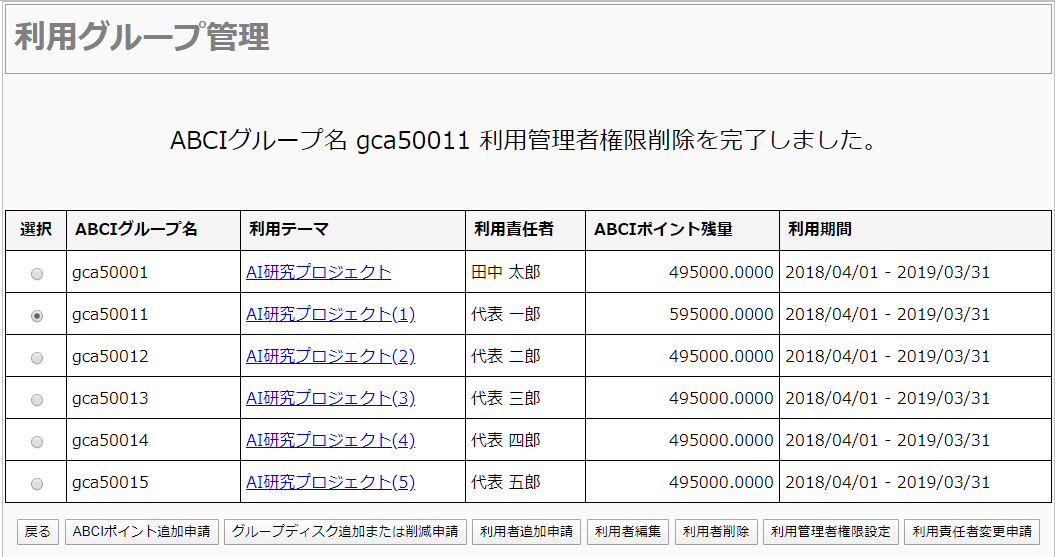 利用グループ管理
ABCIグループ名 gca50011 利用管理者権限削除を完了しました。
選択 ABCIグループ名 利用テーマ 利用責任者 ABCIポイント残量 利用期間
gca50001 AI研究プロジェクト 田中 太郎 495000.0000 2018/04/01 - 2019/03/31
gca50011 AI研究プロジェクト(1) 代表 一郎 595000.0000 2018/04/01 - 2019/03/31
gca50012 AI研究プロジェクト(2) 代表 二郎 495000.0000 2018/04/01 - 2019/03/31
gca50013 AI研究プロジェクト(3) 代表 三郎 495000.0000 2018/04/01 - 2019/03/31
gca50014 AI研究プロジェクト(4) 代表 四郎 495000.0000 2018/04/01 - 2019/03/31
gca50015 AI研究プロジェクト(5) 代表 五郎 495000.0000 2018/04/01 - 2019/03/31
戻る ABCIポイント追加申請 グループディスク追加または削減申請 利用者追加申請 利用者編集 利用者削除 利用管理者権限設定 利用責任者変更申請